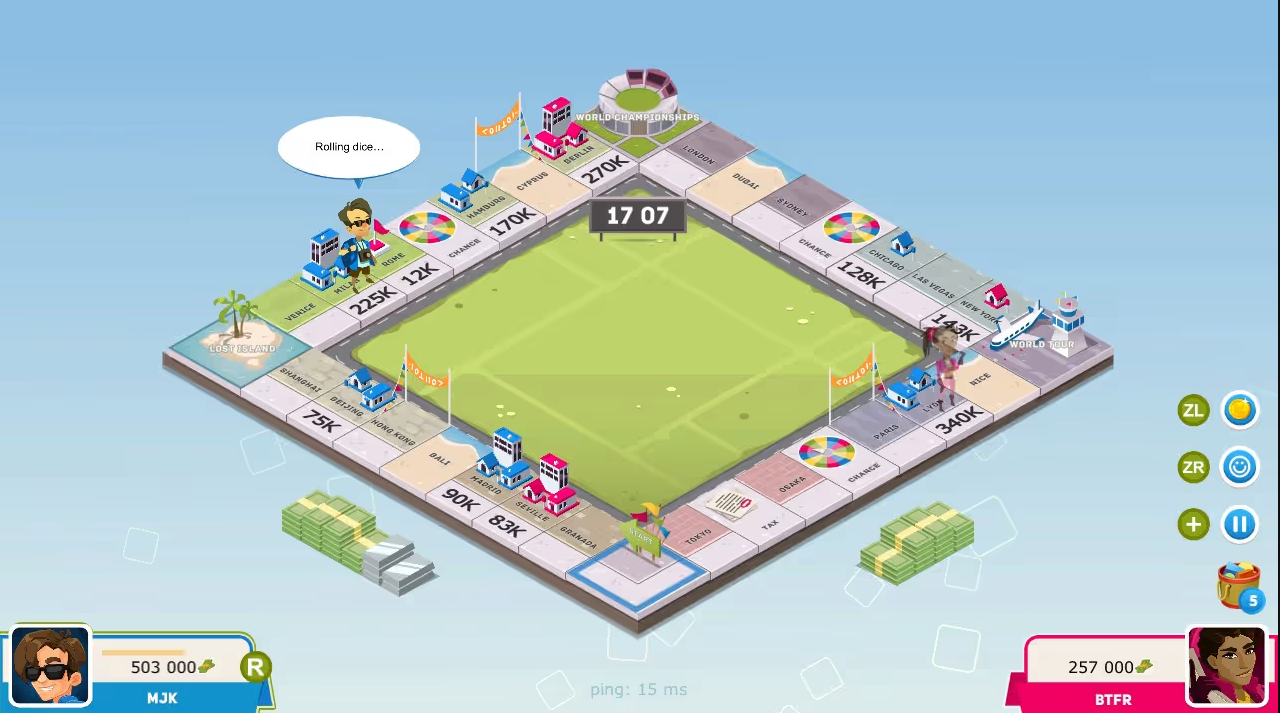 WORLD CHAMPIONSHIPS
Rolling dice...
BERLIN
LONDON
270K
CYPRUS
DUBAI
HAMBURG
SYDNEY
17 07
170K
CHANCE
CHANCE
ROME
12K
128K
CHICAGO
MILAN
225K
LAS VEGAS
VENICE
NEW YORK
143K
LOST ISLAND
WORLD TOUR
SHANGHAI
NICE
BEIJING
75K
HONG KONG
LYON
340K
PARIS
BALI
CHANCE
MADRID
OSAKA
90K
SEVILLE
83K
TAX
GRANADA
START
TOKYO
ZL
ZR
+
5
503 000
R
MJK
257 000
BTFR
ping: 15 ms